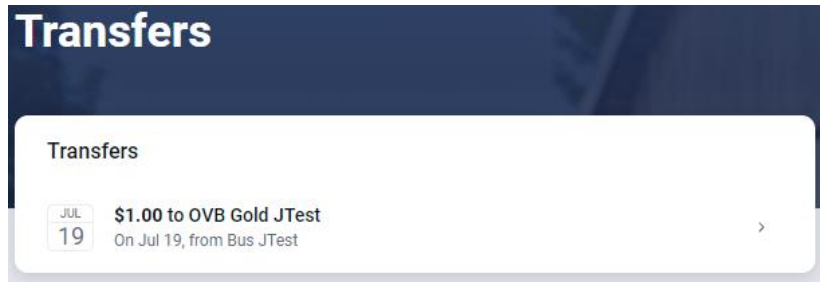 Transfers
Transfers
JUL
19
$1.00 to OVB Gold JTest
On Jul 19, from Bus JTest